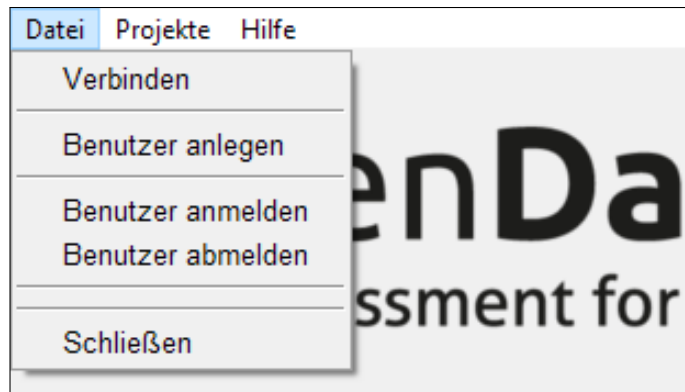 Datei Projekte Hilfe
Verbinden
Benutzer anlegen
Benutzer anmelden
Benutzer abmelden
Schließen
enDa
ssment for